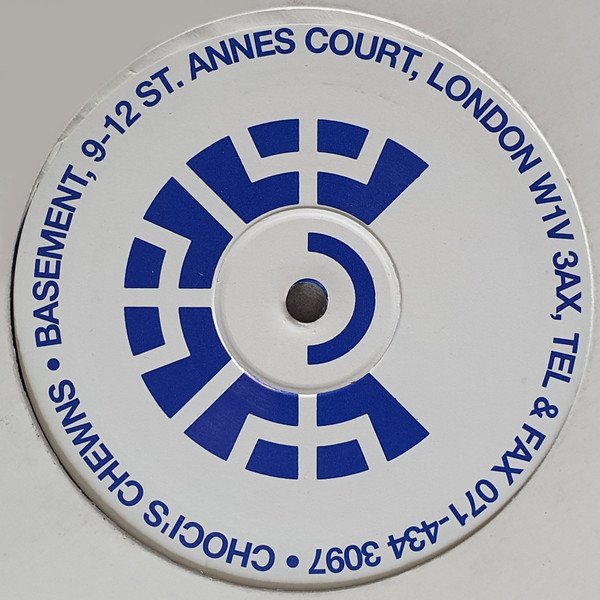 CHOCI'S CHEWNS • BASEMENT, 9-12 ST. ANNES COURT, LONDON W1V 3AX, TEL & FAX 071-434 3097 •